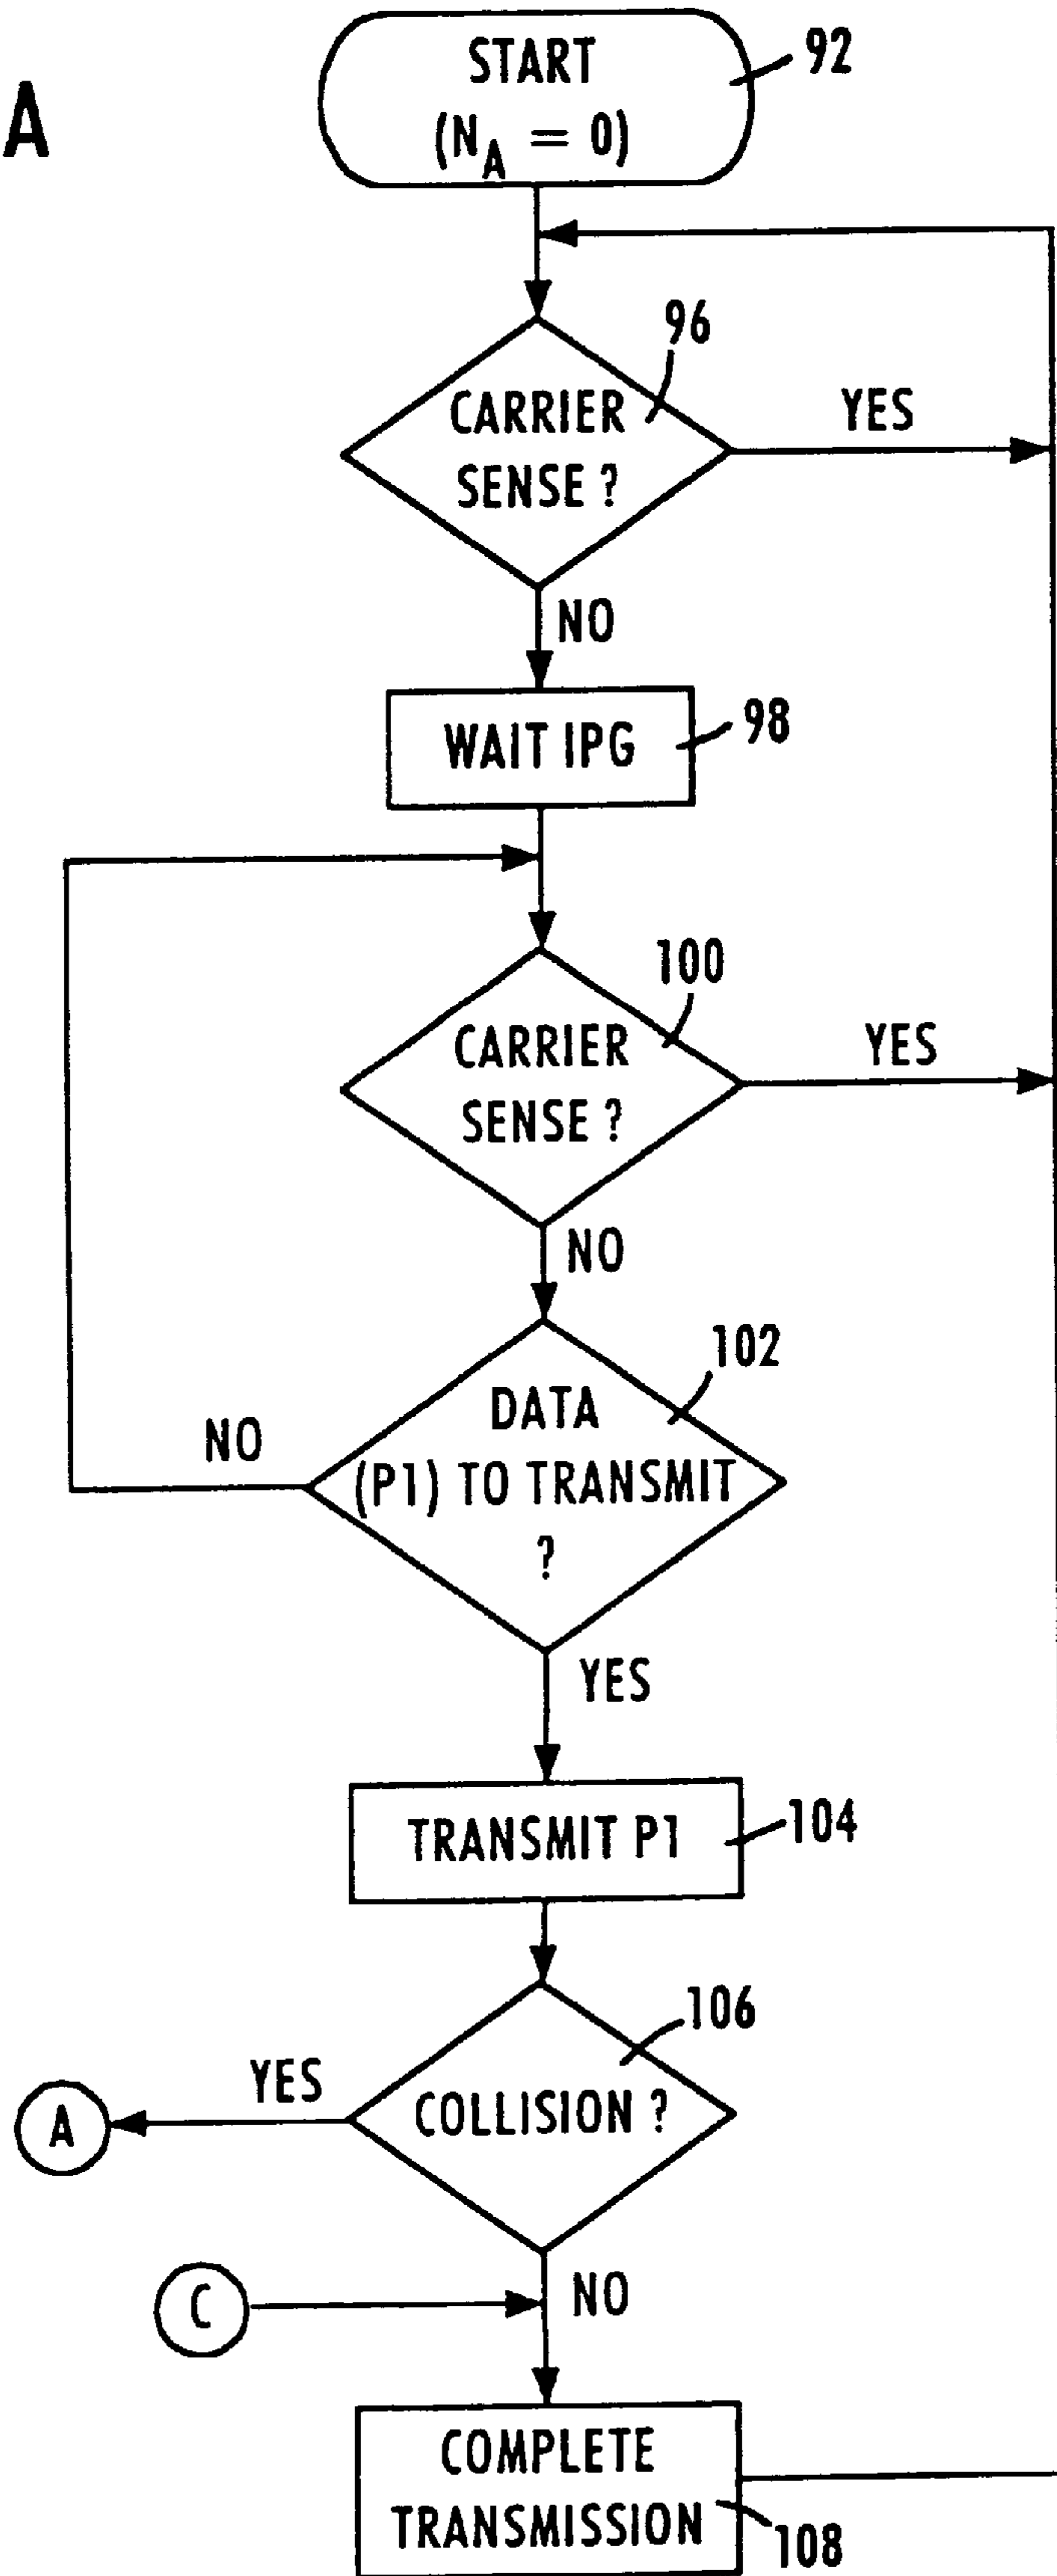 A
START
(N_A = 0)
92
96
CARRIER
SENSE ?
YES
NO
WAIT IPG
98
100
CARRIER
SENSE ?
YES
NO
102
DATA
(P1) TO TRANSMIT
?
NO
YES
TRANSMIT P1
104
106
COLLISION ?
YES
A
NO
C
COMPLETE
TRANSMISSION
108